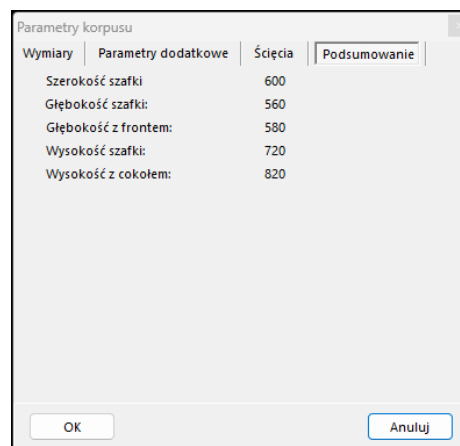 Parametry korpusu
Wymiary Parametry dodatkowe Ścięcia Podsumowanie
Szerokość szafki 600
Głębokość szafki: 560
Głębokość z frontem: 580
Wysokość szafki: 720
Wysokość z cokołem: 820
OK Anuluj